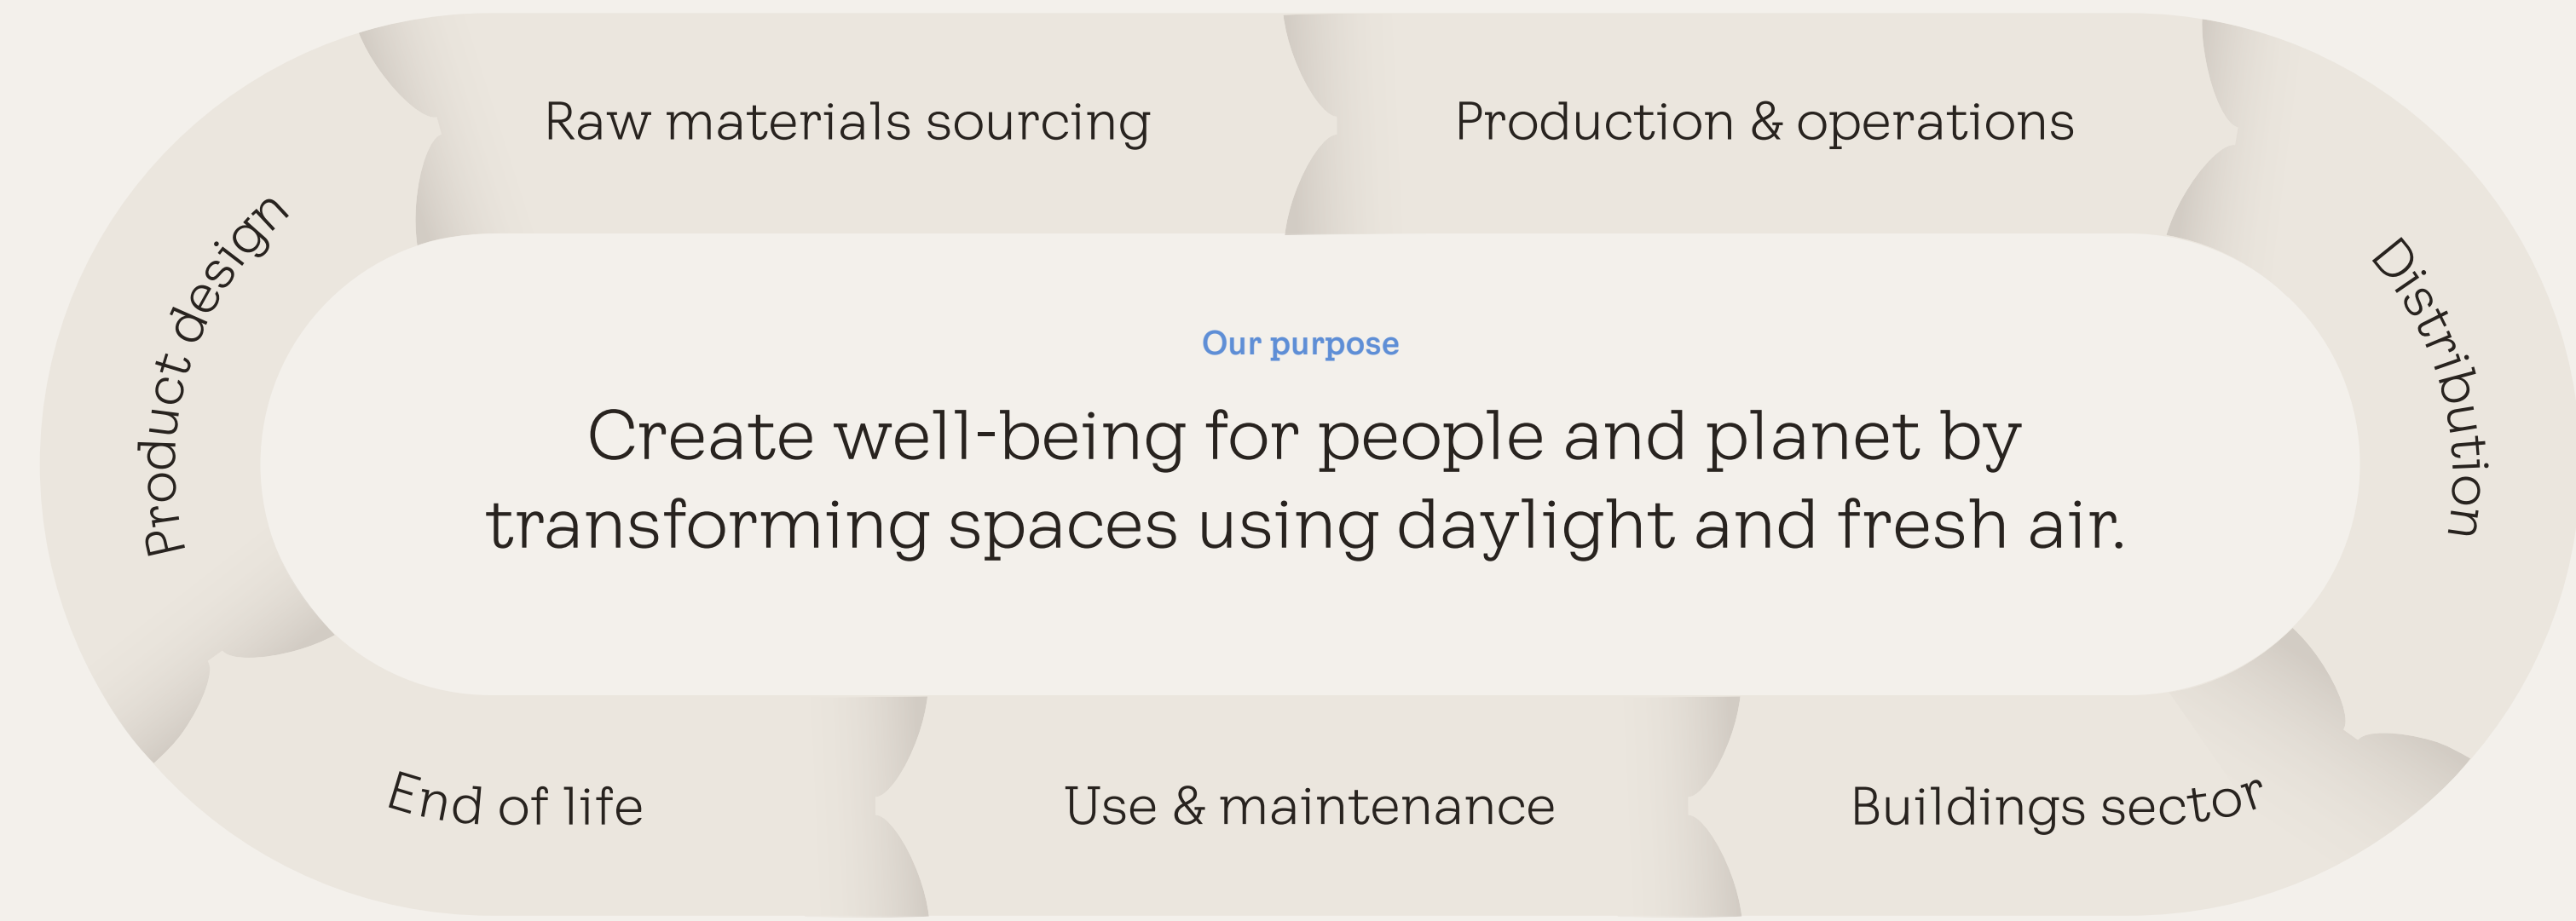 Raw materials sourcing
Production & operations
Product design
Distribution
Our purpose
Create well-being for people and planet by
transforming spaces using daylight and fresh air.
End of life
Use & maintenance
Buildings sector